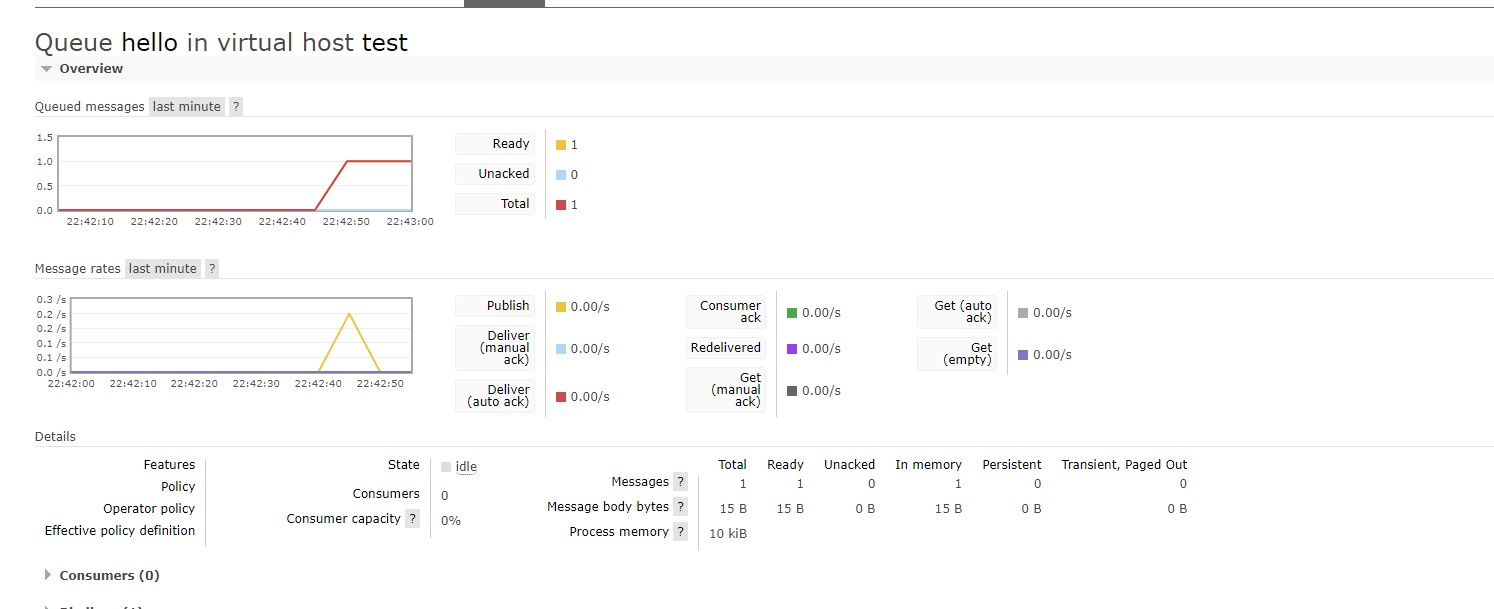 Queue hello in virtual host test
Overview
Queued messages last minute ?
1.5
1.0
0.5
0.0
22:42:10 22:42:20 22:42:30 22:42:40 22:42:50 22:43:00
Ready 1
Unacked 0
Total 1
Message rates last minute ?
0.3 /s
0.2 /s
0.2 /s
0.1 /s
0.1 /s
0.0 /s
22:42:00 22:42:10 22:42:20 22:42:30 22:42:40 22:42:50
Publish 0.00/s
Deliver
(manual 0.00/s
ack)
Deliver
(auto ack) 0.00/s
Consumer
ack 0.00/s
Redelivered 0.00/s
Get
(manual 0.00/s
ack)
Get (auto
ack) 0.00/s
Get
(empty) 0.00/s
Details
Features
Policy
Operator policy
Effective policy definition
State idle
Consumers 0
Consumer capacity ? 0%
Total Ready Unacked In memory Persistent Transient, Paged Out
Messages ? 1 1 0 1 0 0
Message body bytes ? 15 B 15 B 0 B 15 B 0 B 0 B
Process memory ? 10 kiB
Consumers (0)